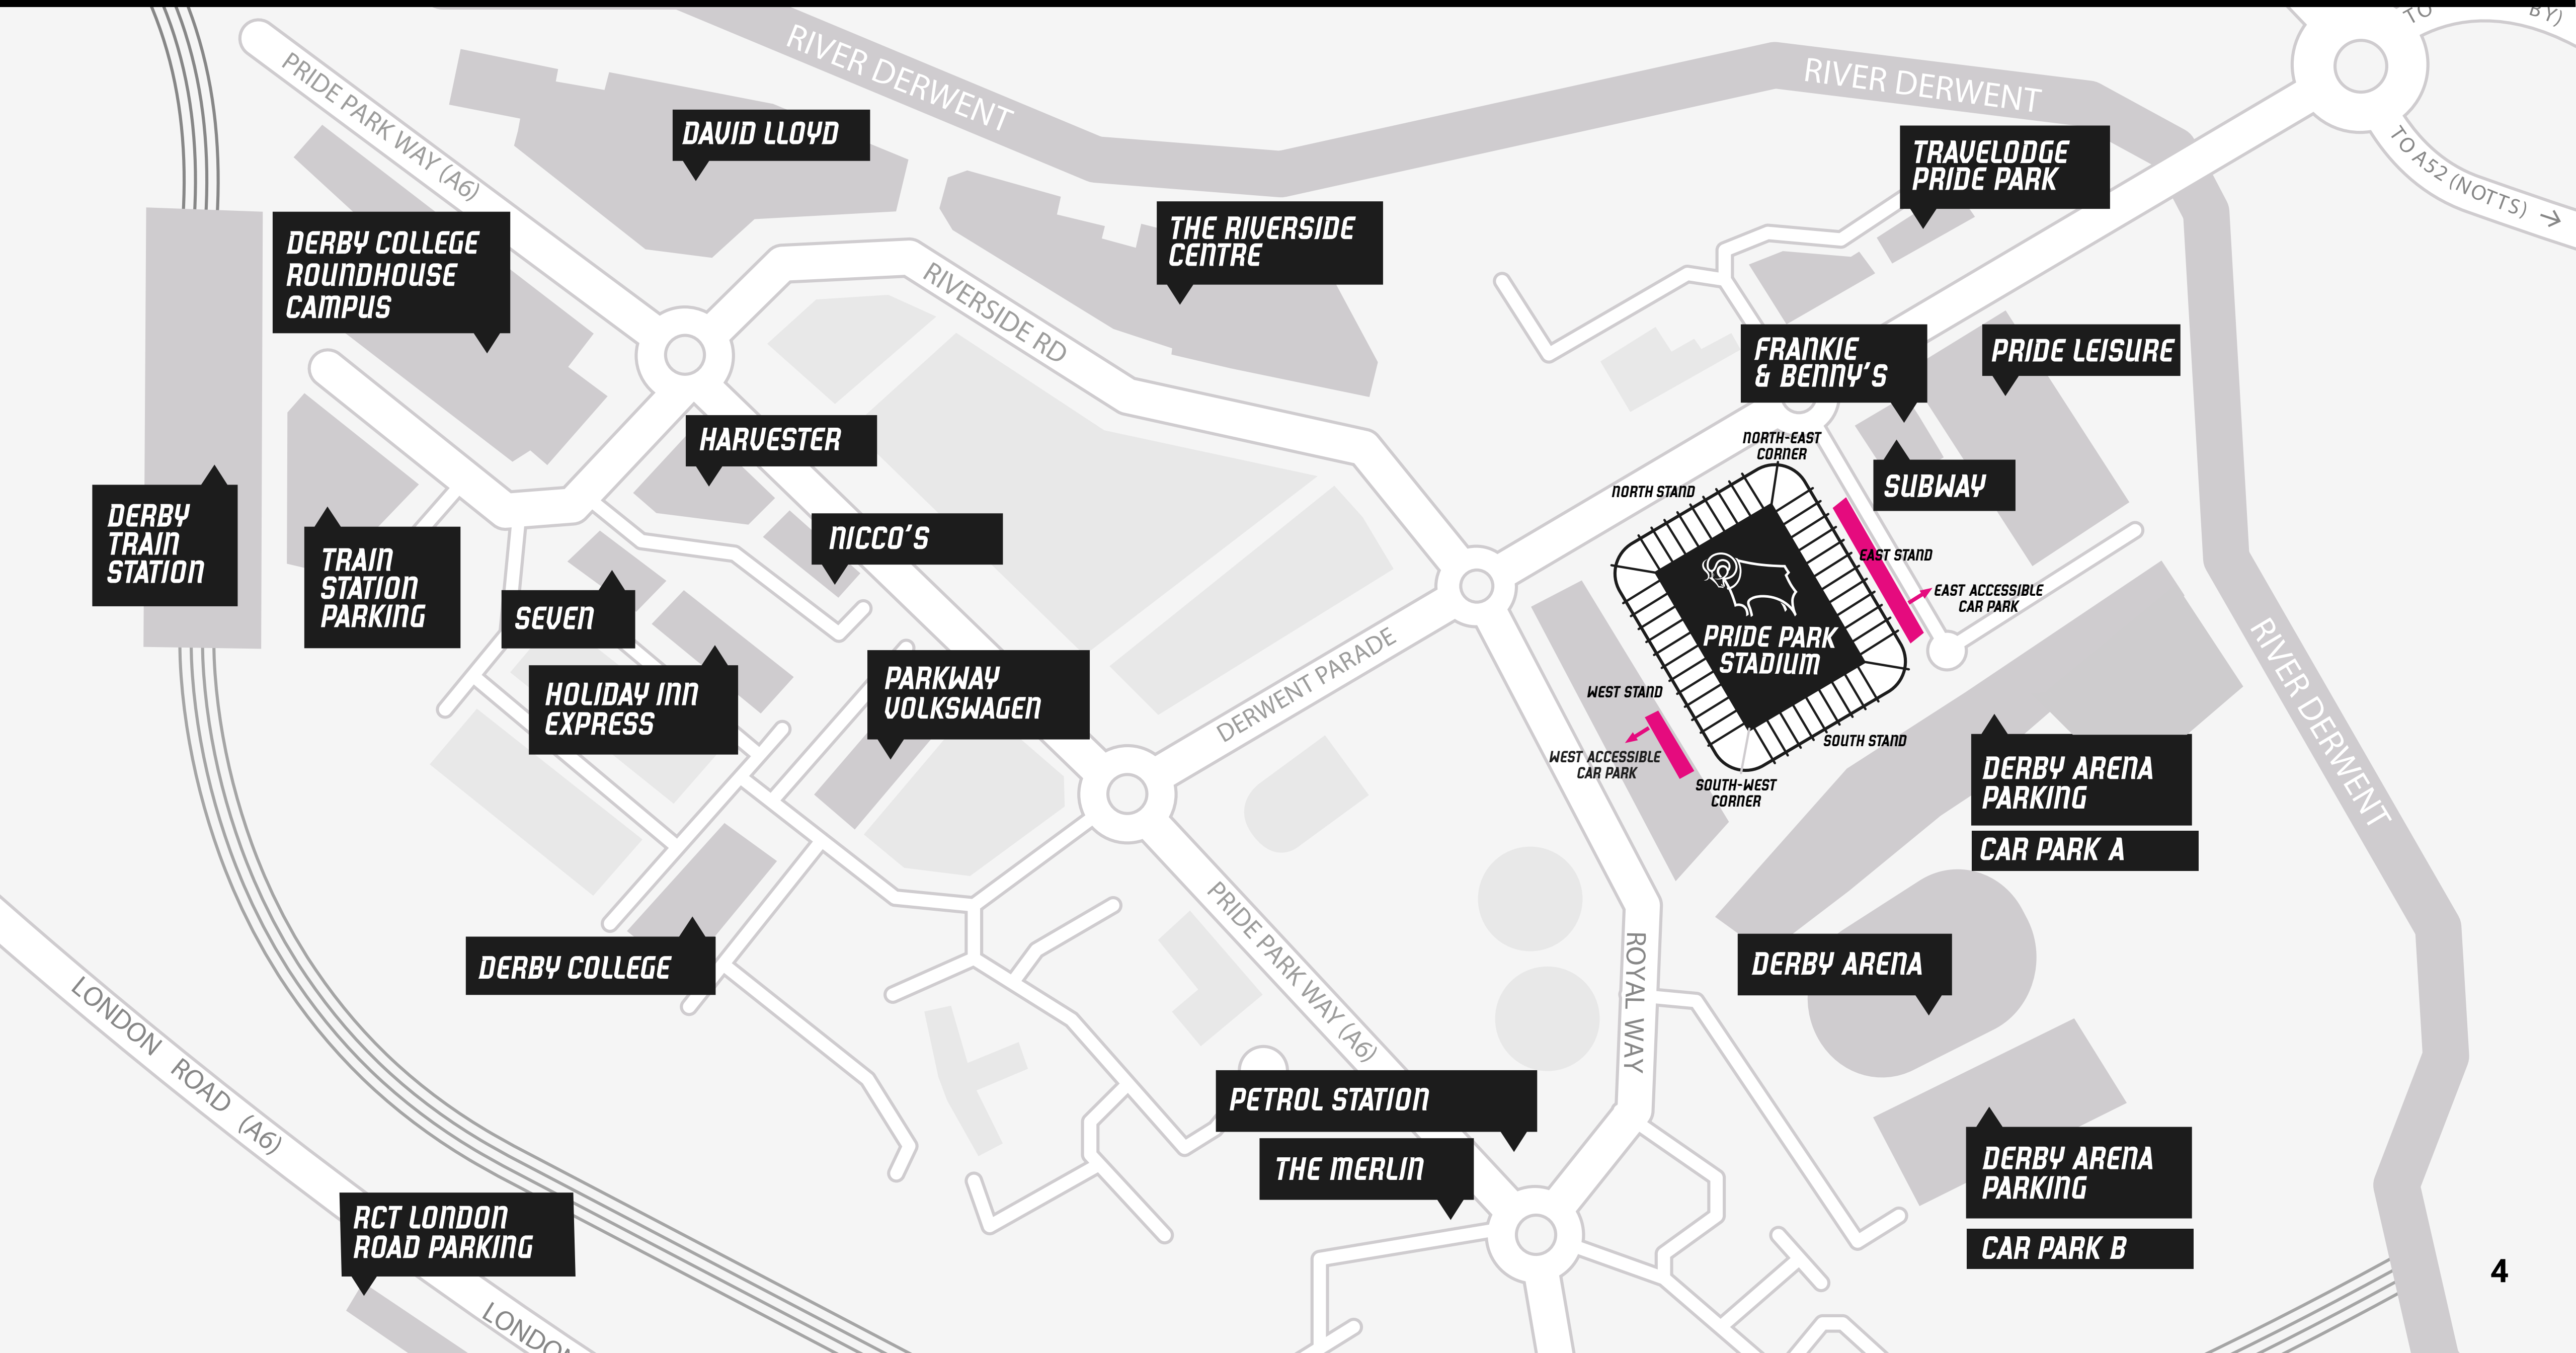 TO
BY)
PRIDE PARK WAY (A6)
RIVER DERWENT
RIVER DERWENT
TO A52 (NOTTS) →
DAVID LLOYD
TRAVELODGE
PRIDE PARK
DERBY COLLEGE
ROUNDHOUSE
CAMPUS
THE RIVERSIDE
CENTRE
RIVERSIDE RD
FRANKIE
& BENNY'S
PRIDE LEISURE
HARVESTER
NORTH-EAST
CORNER
NORTH STAND
SUBWAY
DERBY
TRAIN
STATION
TRAIN
STATION
PARKING
NICCO'S
EAST STAND
EAST ACCESSIBLE
CAR PARK
SEVEN
PRIDE PARK
STADIUM
HOLIDAY INN
EXPRESS
PARKWAY
VOLKSWAGEN
DERWENT PARADE
WEST STAND
WEST ACCESSIBLE
CAR PARK
SOUTH STAND
SOUTH-WEST
CORNER
RIVER DERWENT
DERBY ARENA
PARKING
CAR PARK A
DERBY COLLEGE
PRIDE PARK WAY (A6)
ROYAL WAY
DERBY ARENA
LONDON ROAD (A6)
PETROL STATION
THE MERLIN
DERBY ARENA
PARKING
CAR PARK B
RCT LONDON
ROAD PARKING
LONDON
4